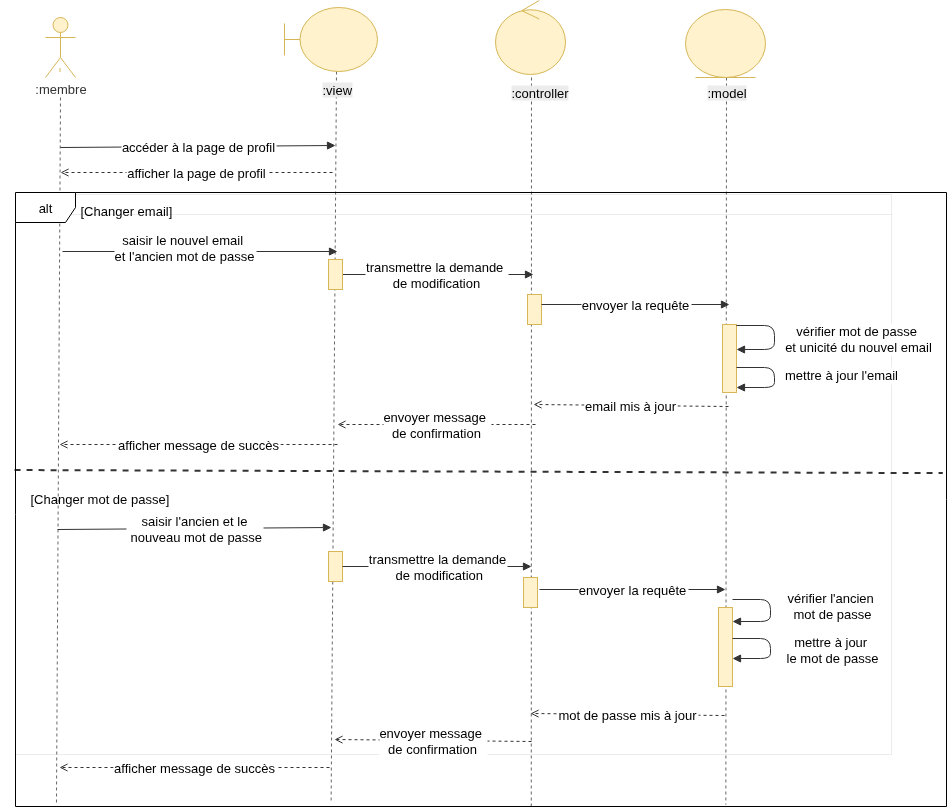 :membre
:view
:controller
:model
accéder à la page de profil
afficher la page de profil
alt
[Changer email]
saisir le nouvel email
et l'ancien mot de passe
transmettre la demande
de modification
envoyer la requête
vérifier mot de passe
et unicité du nouvel email
mettre à jour l'email
email mis à jour
envoyer message
de confirmation
afficher message de succès
[Changer mot de passe]
saisir l'ancien et le
nouveau mot de passe
transmettre la demande
de modification
envoyer la requête
vérifier l'ancien
mot de passe
mettre à jour
le mot de passe
mot de passe mis à jour
envoyer message
de confirmation
afficher message de succès